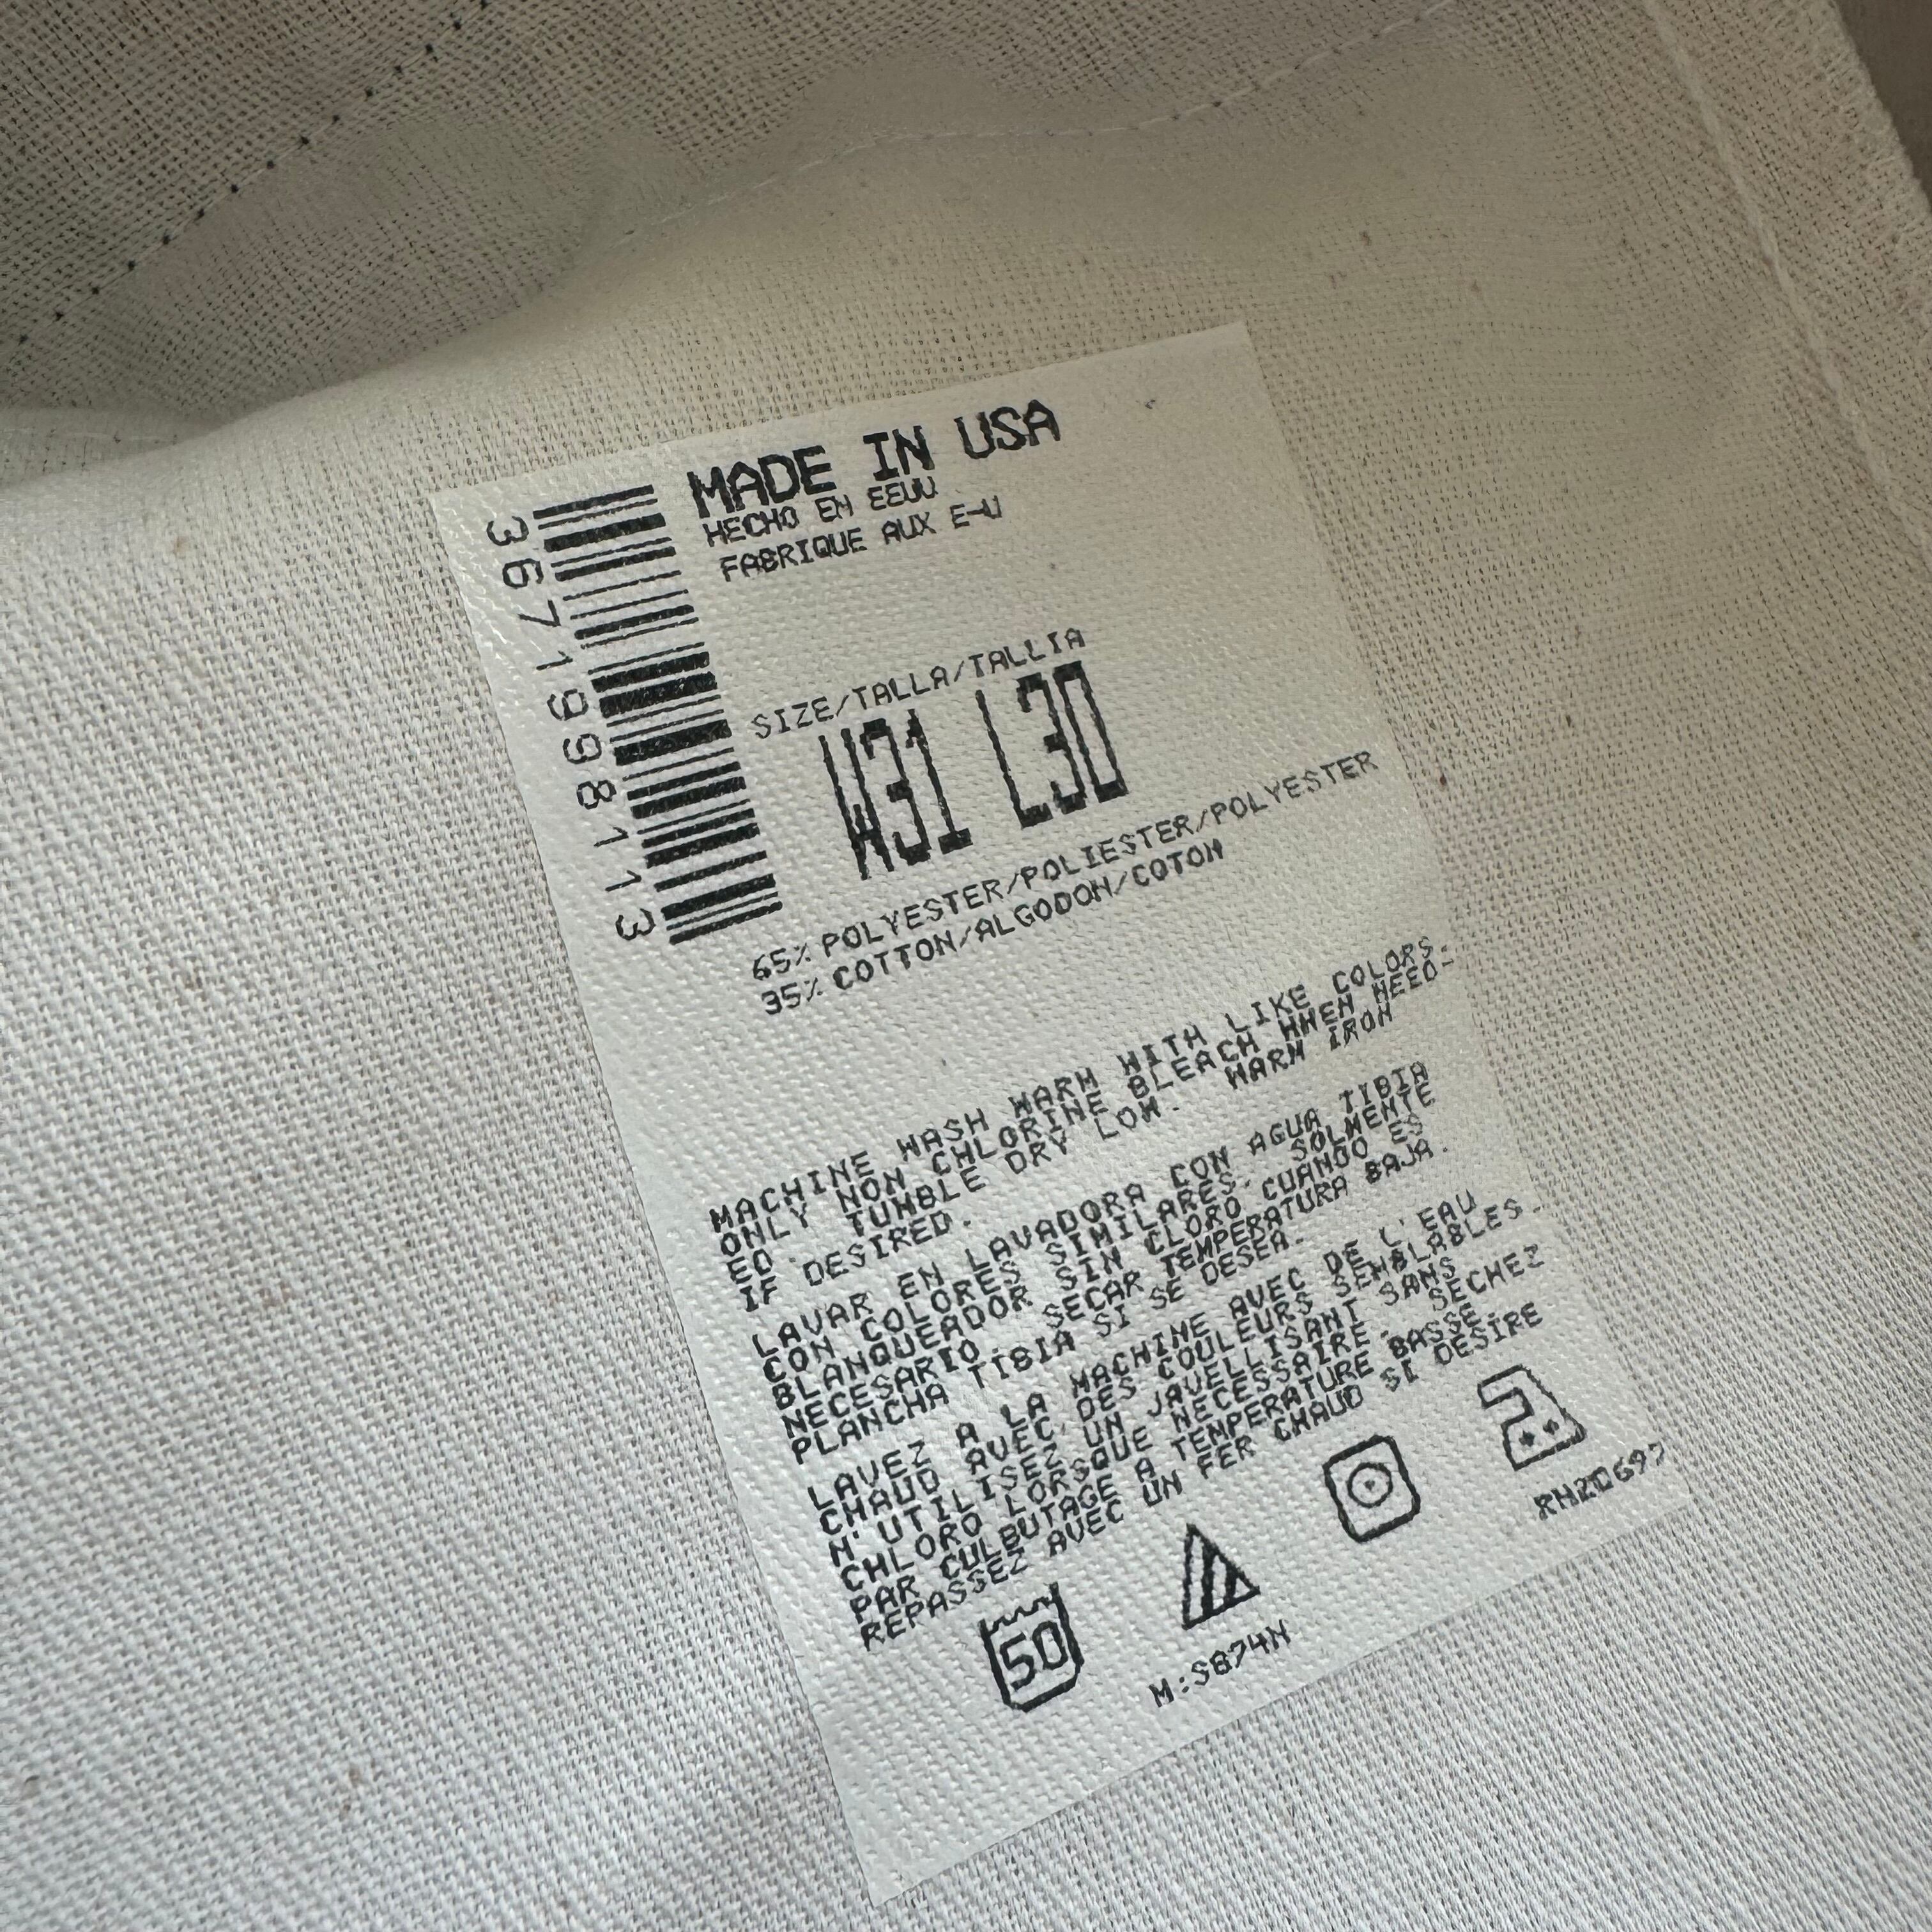 3671998113
MADE IN USA
HECHO EN EEUU
FABRIQUE AUX E-U
SIZE/TALLA/TALLIA
W31 L30
65% POLYESTER/POLIESTER/POLYESTER
35% COTTON/ALGODON/COTON
MACHINE WASH WARM WITH LIKE COLORS.
ONLY NON CHLORINE BLEACH WHEN NEED-
ED. TUMBLE DRY LOW. WARM IRON
IF DESIRED.
LAVAR EN LAVADORA CON AGUA TIBIA
CON COLORES SIMILARES. SOLMENTE
BLANQUEADOR SIN CLORO CUANDO ES
NECESARIO. SECAR TEMPERATURA BAJA.
PLANCHA TIBIA SI SE DESEA.
LAVEZ A LA MACHINE AVEC DE L'EAU
CHAUD AVEC DES COULEURS SEMBLABLES.
N'UTILISEZ UN JAVELLISANT SANS
CHLORO LORSQUE NECESSAIRE. SECHEZ
PAR CULBUTAGE A TEMPERATURE BASSE.
REPASSEZ AVEC UN FER CHAUD SI DESIRE
50
M:S874N
RH20697